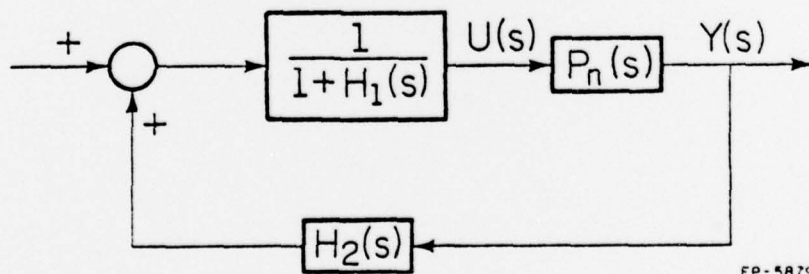 +
1
1+H₁(s)
U(s)
Pₙ(s)
Y(s)
+
H₂(s)